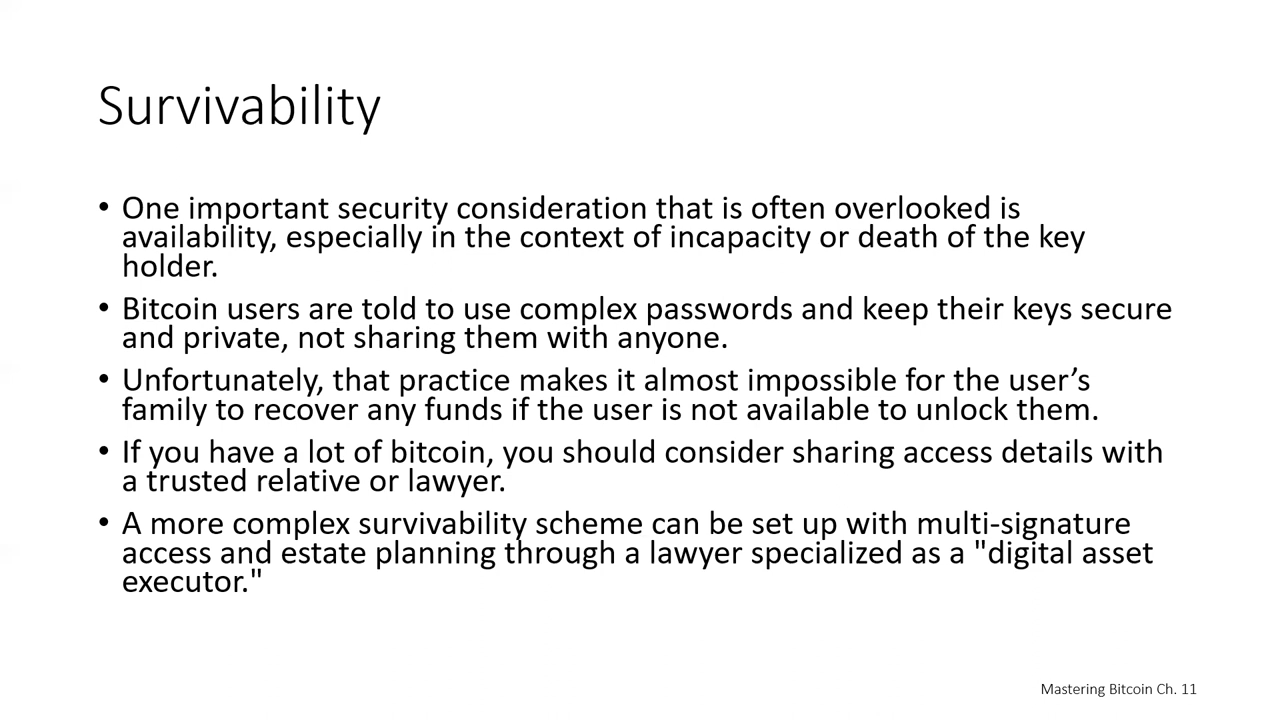 Survivability
• One important security consideration that is often overlooked is
availability, especially in the context of incapacity or death of the key
holder.
• Bitcoin users are told to use complex passwords and keep their keys secure
and private, not sharing them with anyone.
• Unfortunately, that practice makes it almost impossible for the user’s
family to recover any funds if the user is not available to unlock them.
• If you have a lot of bitcoin, you should consider sharing access details with
a trusted relative or lawyer.
• A more complex survivability scheme can be set up with multi-signature
access and estate planning through a lawyer specialized as a "digital asset
executor."
Mastering Bitcoin Ch. 11